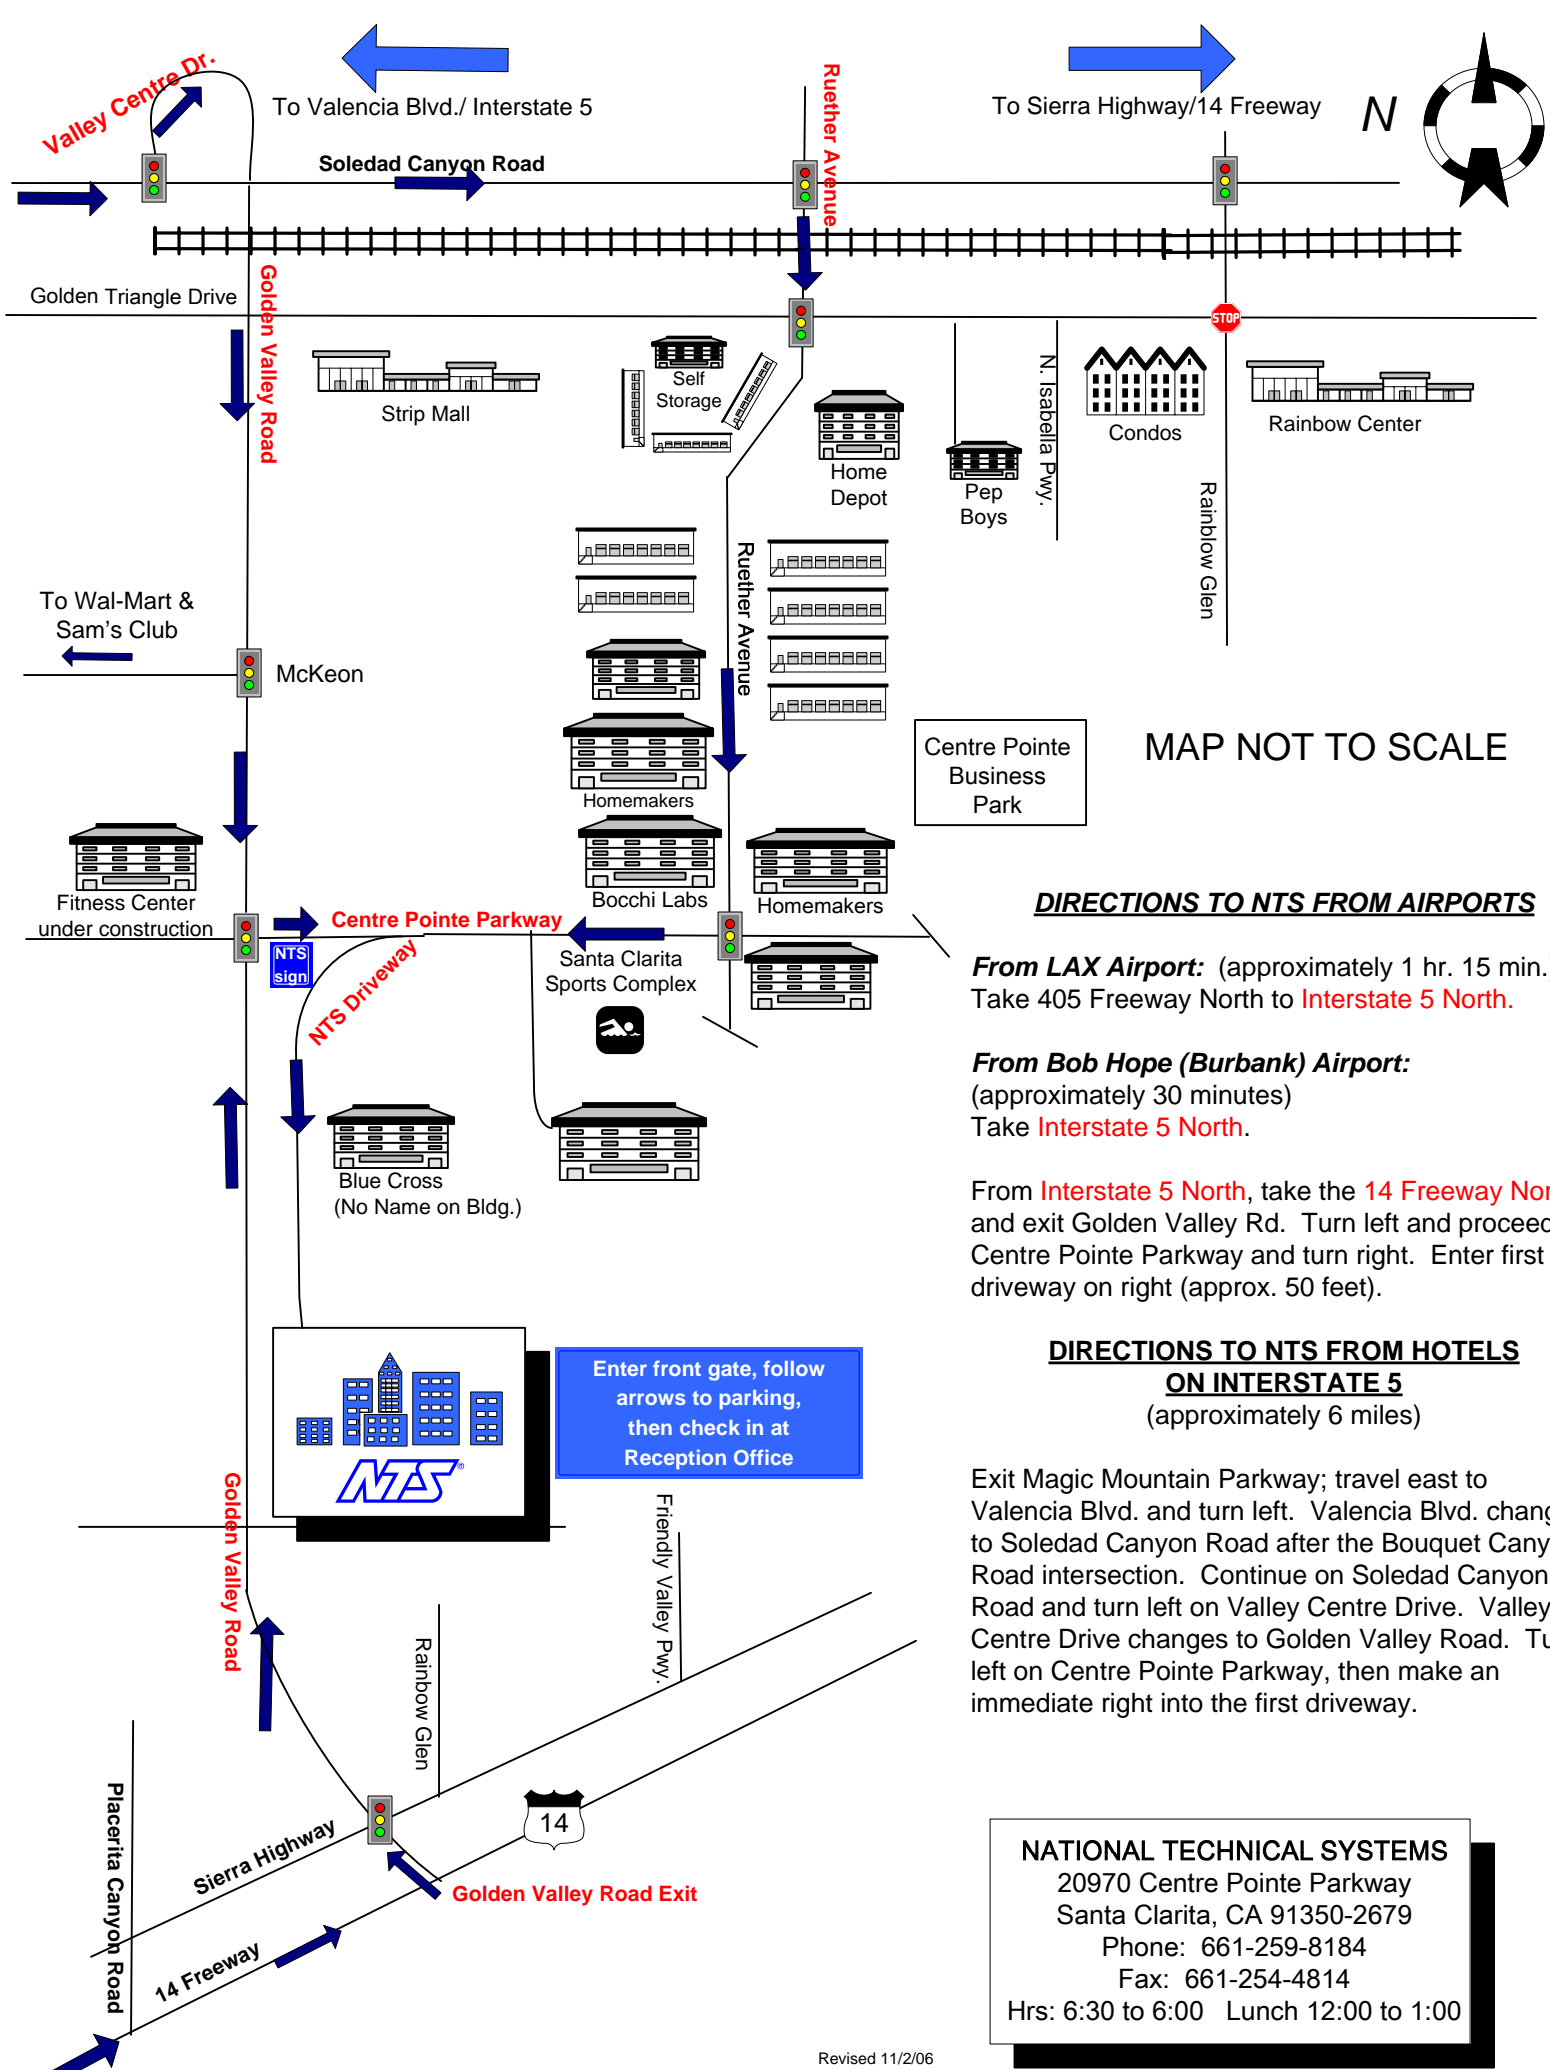 Valley Centre Dr.
To Valencia Blvd./ Interstate 5
Ruether Avenue
To Sierra Highway/14 Freeway
N
Soledad Canyon Road
Golden Triangle Drive
Golden Valley Road
STOP
Strip Mall
Self
Storage
Home
Depot
Pep
Boys
N. Isabella Pwy.
Condos
Rainbow Center
Rainblow Glen
Ruether Avenue
To Wal-Mart &
Sam's Club
McKeon
Homemakers
Centre Pointe
Business
Park
MAP NOT TO SCALE
Fitness Center
under construction
Bocchi Labs
Homemakers
Centre Pointe Parkway
NTS
sign
NTS Driveway
Santa Clarita
Sports Complex
Blue Cross
(No Name on Bldg.)
DIRECTIONS TO NTS FROM AIRPORTS
From LAX Airport: (approximately 1 hr. 15 min.
Take 405 Freeway North to Interstate 5 North.
From Bob Hope (Burbank) Airport:
(approximately 30 minutes)
Take Interstate 5 North.
From Interstate 5 North, take the 14 Freeway Nor
and exit Golden Valley Rd. Turn left and proceed
Centre Pointe Parkway and turn right. Enter first
driveway on right (approx. 50 feet).
DIRECTIONS TO NTS FROM HOTELS
ON INTERSTATE 5
(approximately 6 miles)
Exit Magic Mountain Parkway; travel east to
Valencia Blvd. and turn left. Valencia Blvd. chang
to Soledad Canyon Road after the Bouquet Cany
Road intersection. Continue on Soledad Canyon
Road and turn left on Valley Centre Drive. Valley
Centre Drive changes to Golden Valley Road. Tu
left on Centre Pointe Parkway, then make an
immediate right into the first driveway.
NTS®
Enter front gate, follow
arrows to parking,
then check in at
Reception Office
Golden Valley Road
Friendly Valley Pwy.
Rainbow Glen
Placerita Canyon Road
Sierra Highway
14
Golden Valley Road Exit
14 Freeway
NATIONAL TECHNICAL SYSTEMS
20970 Centre Pointe Parkway
Santa Clarita, CA 91350-2679
Phone: 661-259-8184
Fax: 661-254-4814
Hrs: 6:30 to 6:00 Lunch 12:00 to 1:00
Revised 11/2/06